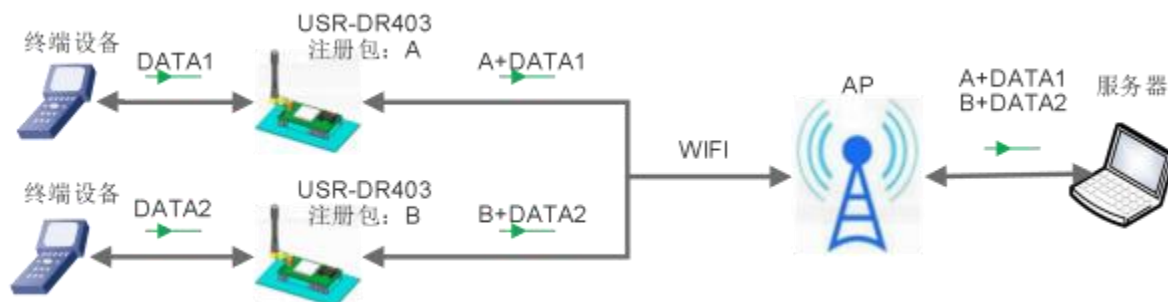 终端设备
DATA1
USR-DR403
注册包：A
A+DATA1
AP
A+DATA1
B+DATA2
服务器
WIFI
终端设备
DATA2
USR-DR403
注册包：B
B+DATA2